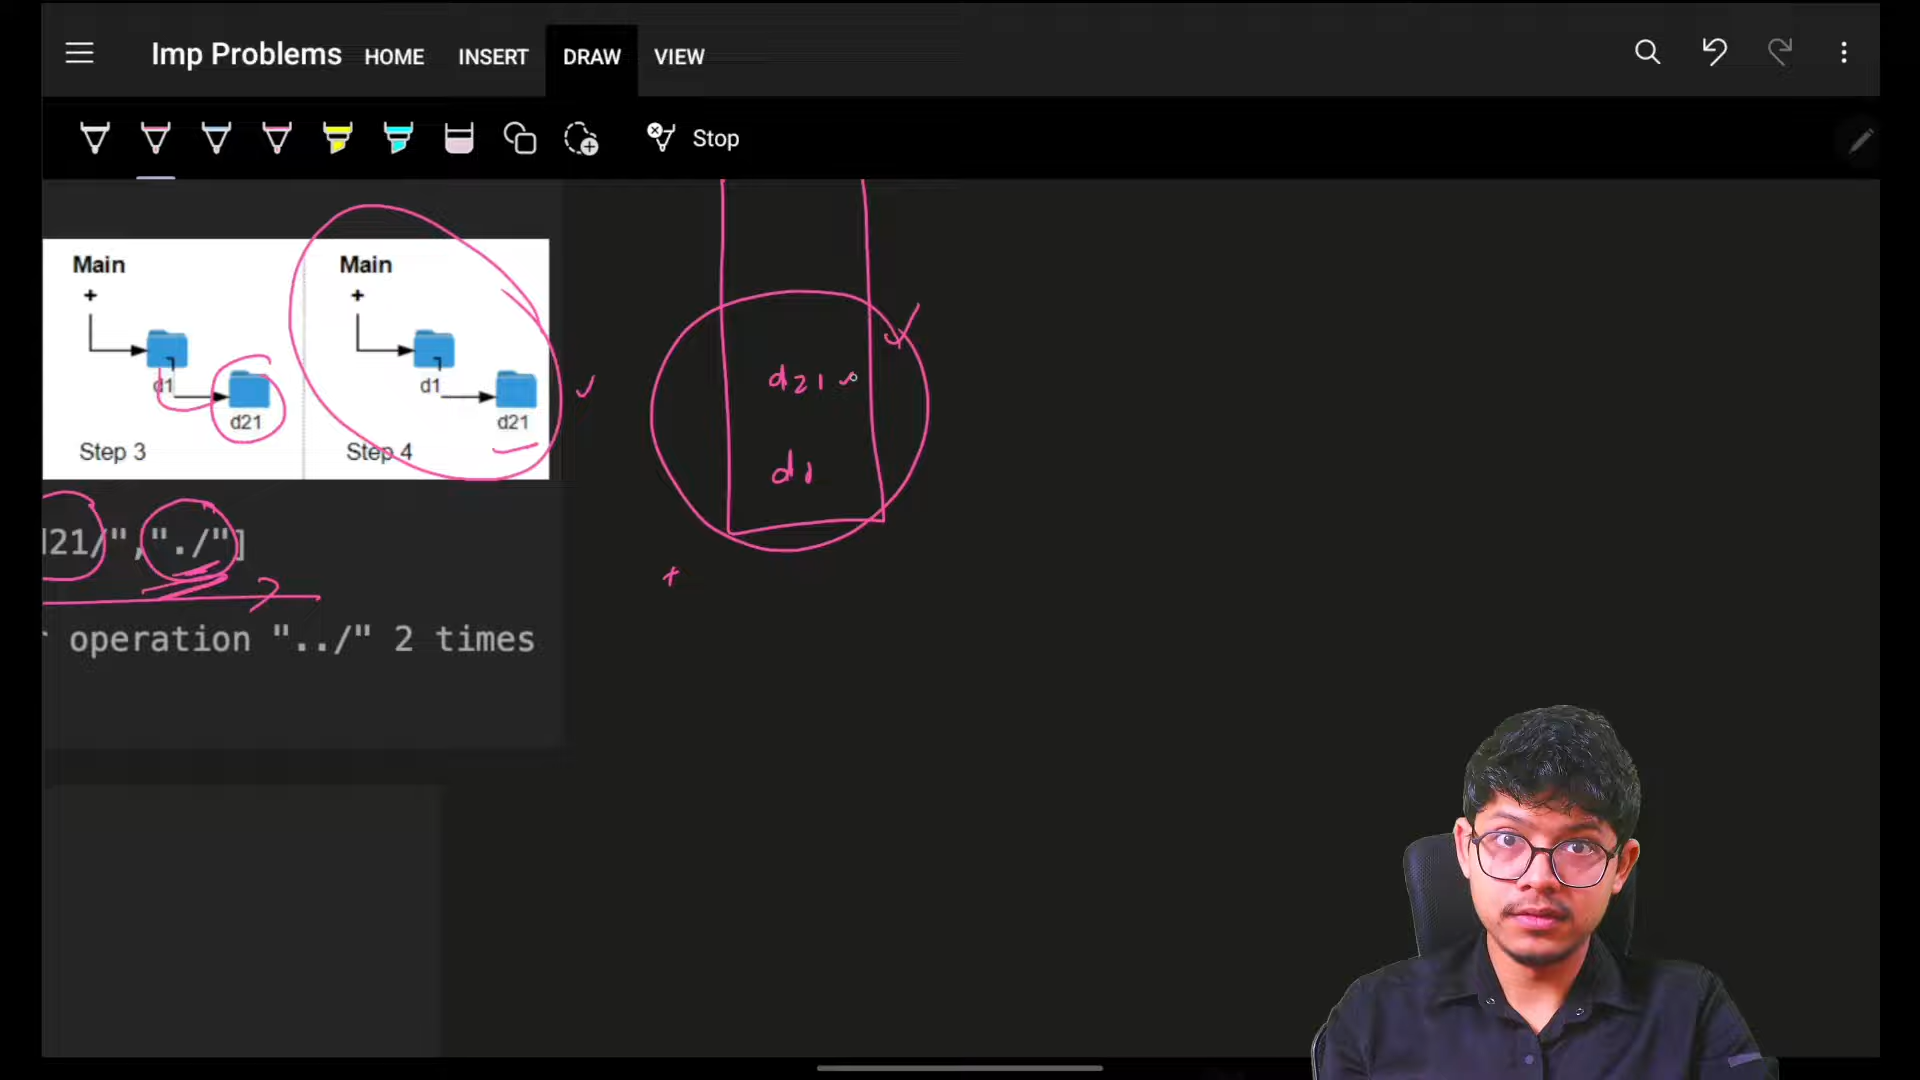 Imp Problems HOME INSERT DRAW VIEW
Stop
Main Main
+ +
d1 d1
d21 d21
Step 3 Step 4
d21
d1
d21/","./"]
operation "../" 2 times